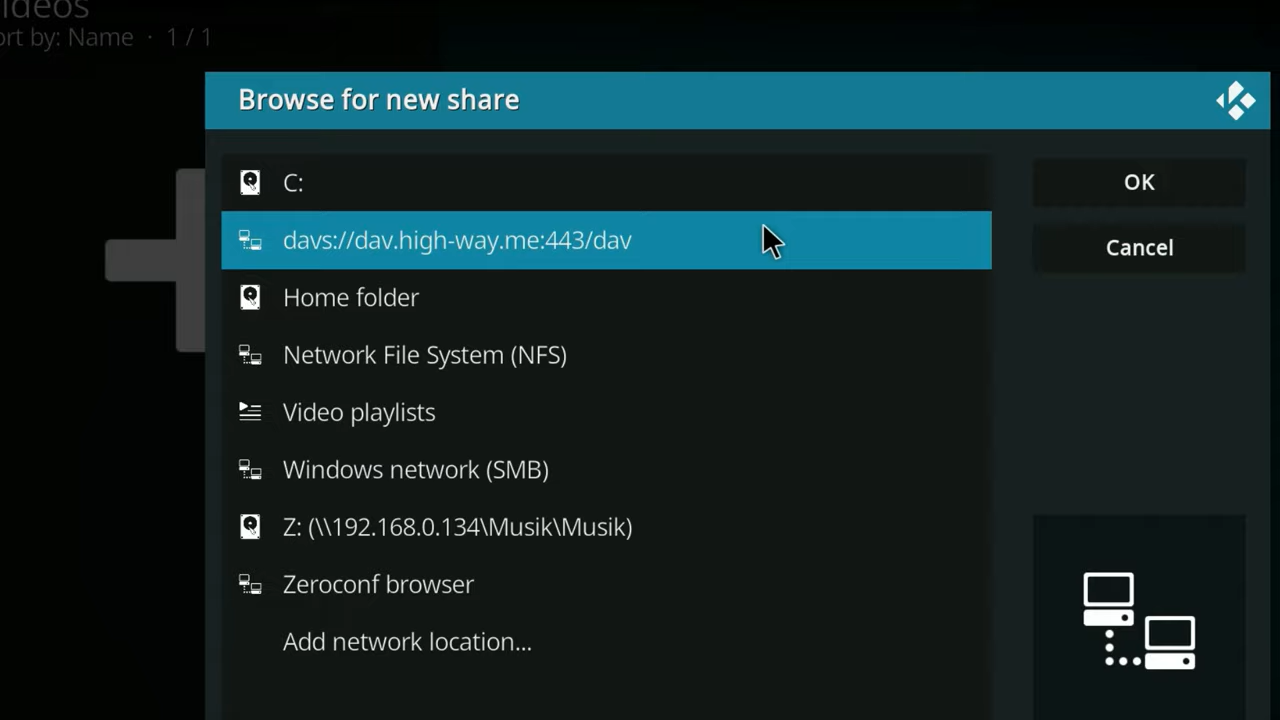 ideos
ort by: Name · 1 / 1
Browse for new share
C:
OK
davs://dav.high-way.me:443/dav
Cancel
Home folder
Network File System (NFS)
Video playlists
Windows network (SMB)
Z: (\\192.168.0.134\Musik\Musik)
Zeroconf browser
Add network location...